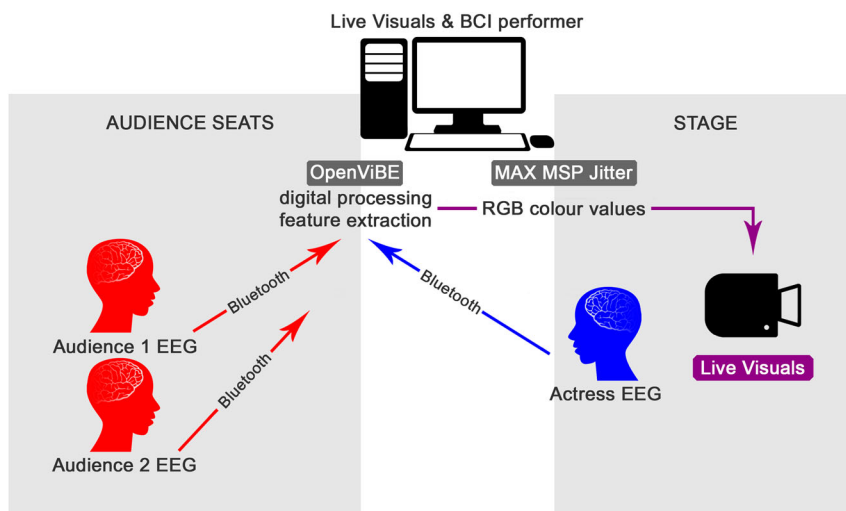 Live Visuals & BCI performer
AUDIENCE SEATS
STAGE
OpenViBE
MAX MSP Jitter
digital processing
feature extraction
RGB colour values
Bluetooth
Bluetooth
Audience 1 EEG
Bluetooth
Live Visuals
Actress EEG
Audience 2 EEG